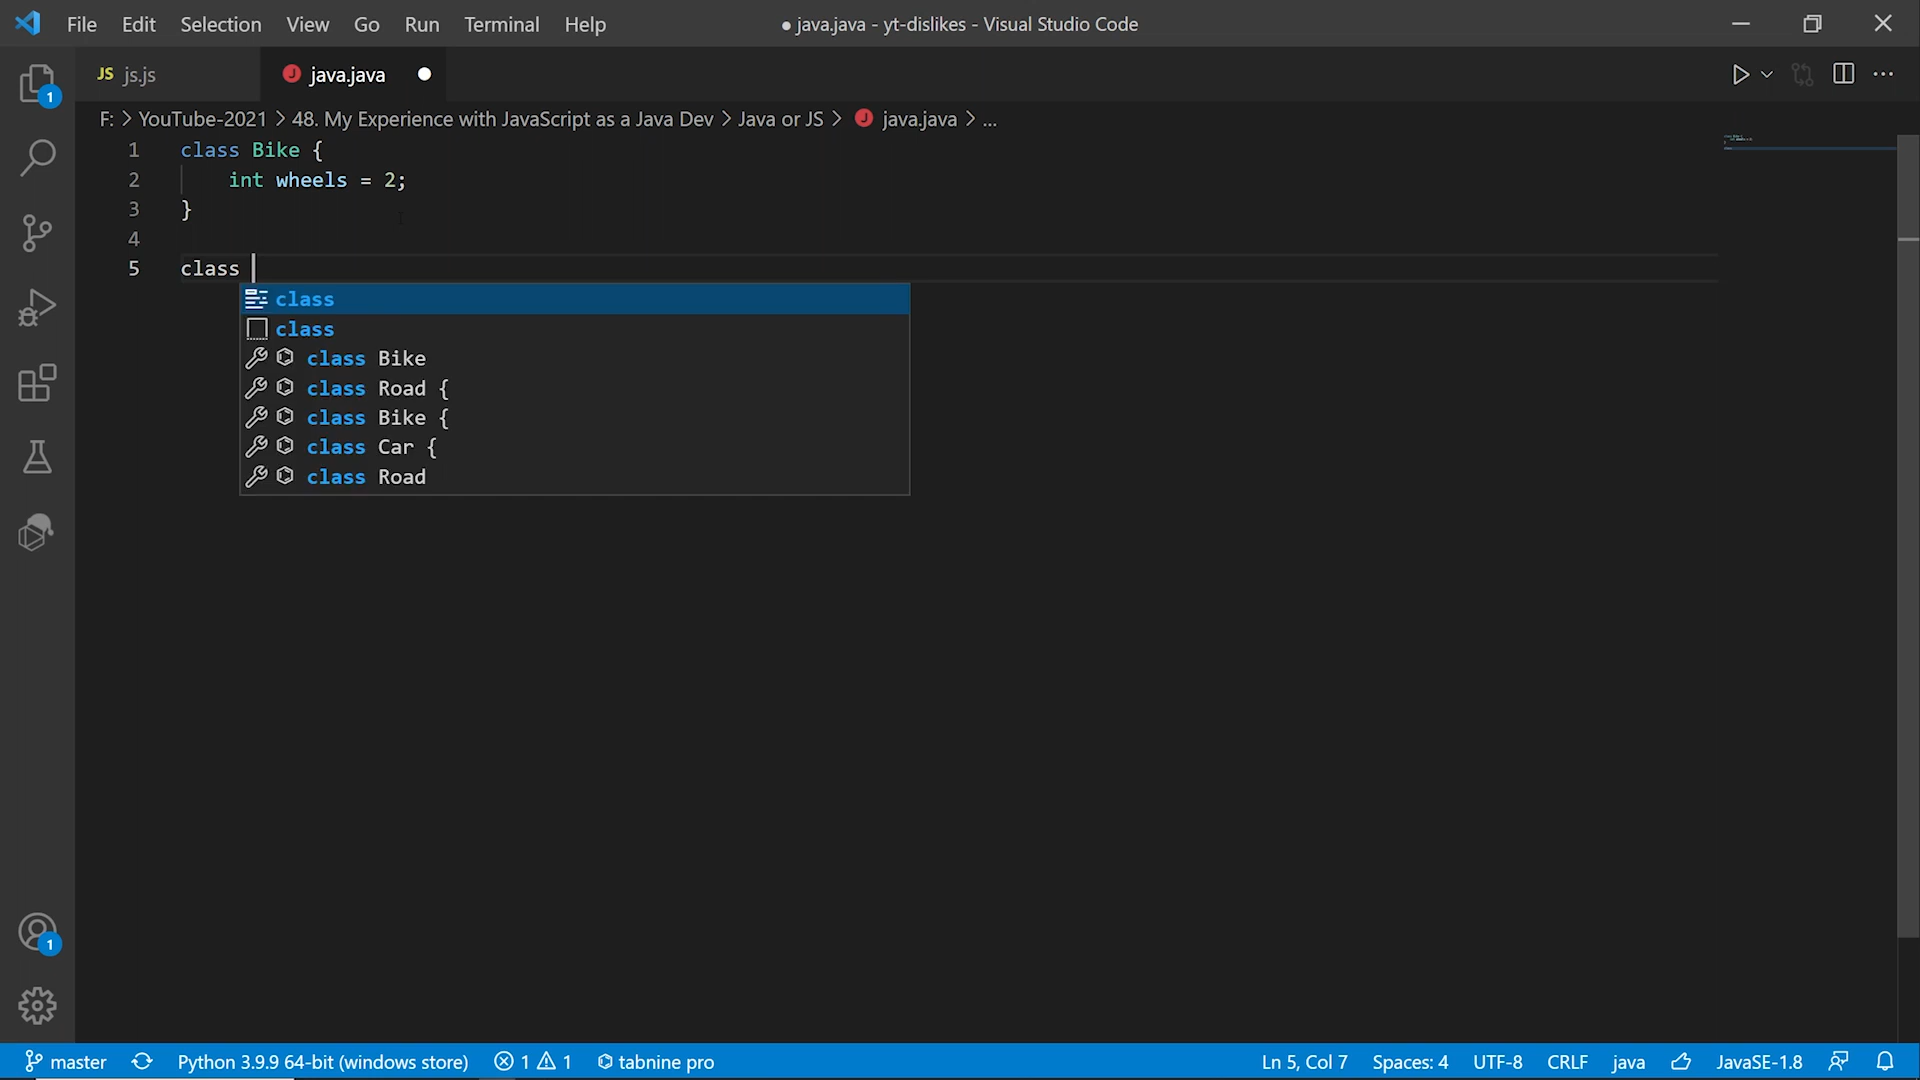 File Edit Selection View Go Run Terminal Help ● java.java - yt-dislikes - Visual Studio Code
JS js.js J java.java ●
F: > YouTube-2021 > 48. My Experience with JavaScript as a Java Dev > Java or JS > J java.java > ...
1 class Bike {
2 int wheels = 2;
3 }
4
5 class
class
class
class Bike
class Road {
class Bike {
class Car {
class Road
1
1
master Python 3.9.9 64-bit (windows store) 1 1 tabnine pro Ln 5, Col 7 Spaces: 4 UTF-8 CRLF java JavaSE-1.8